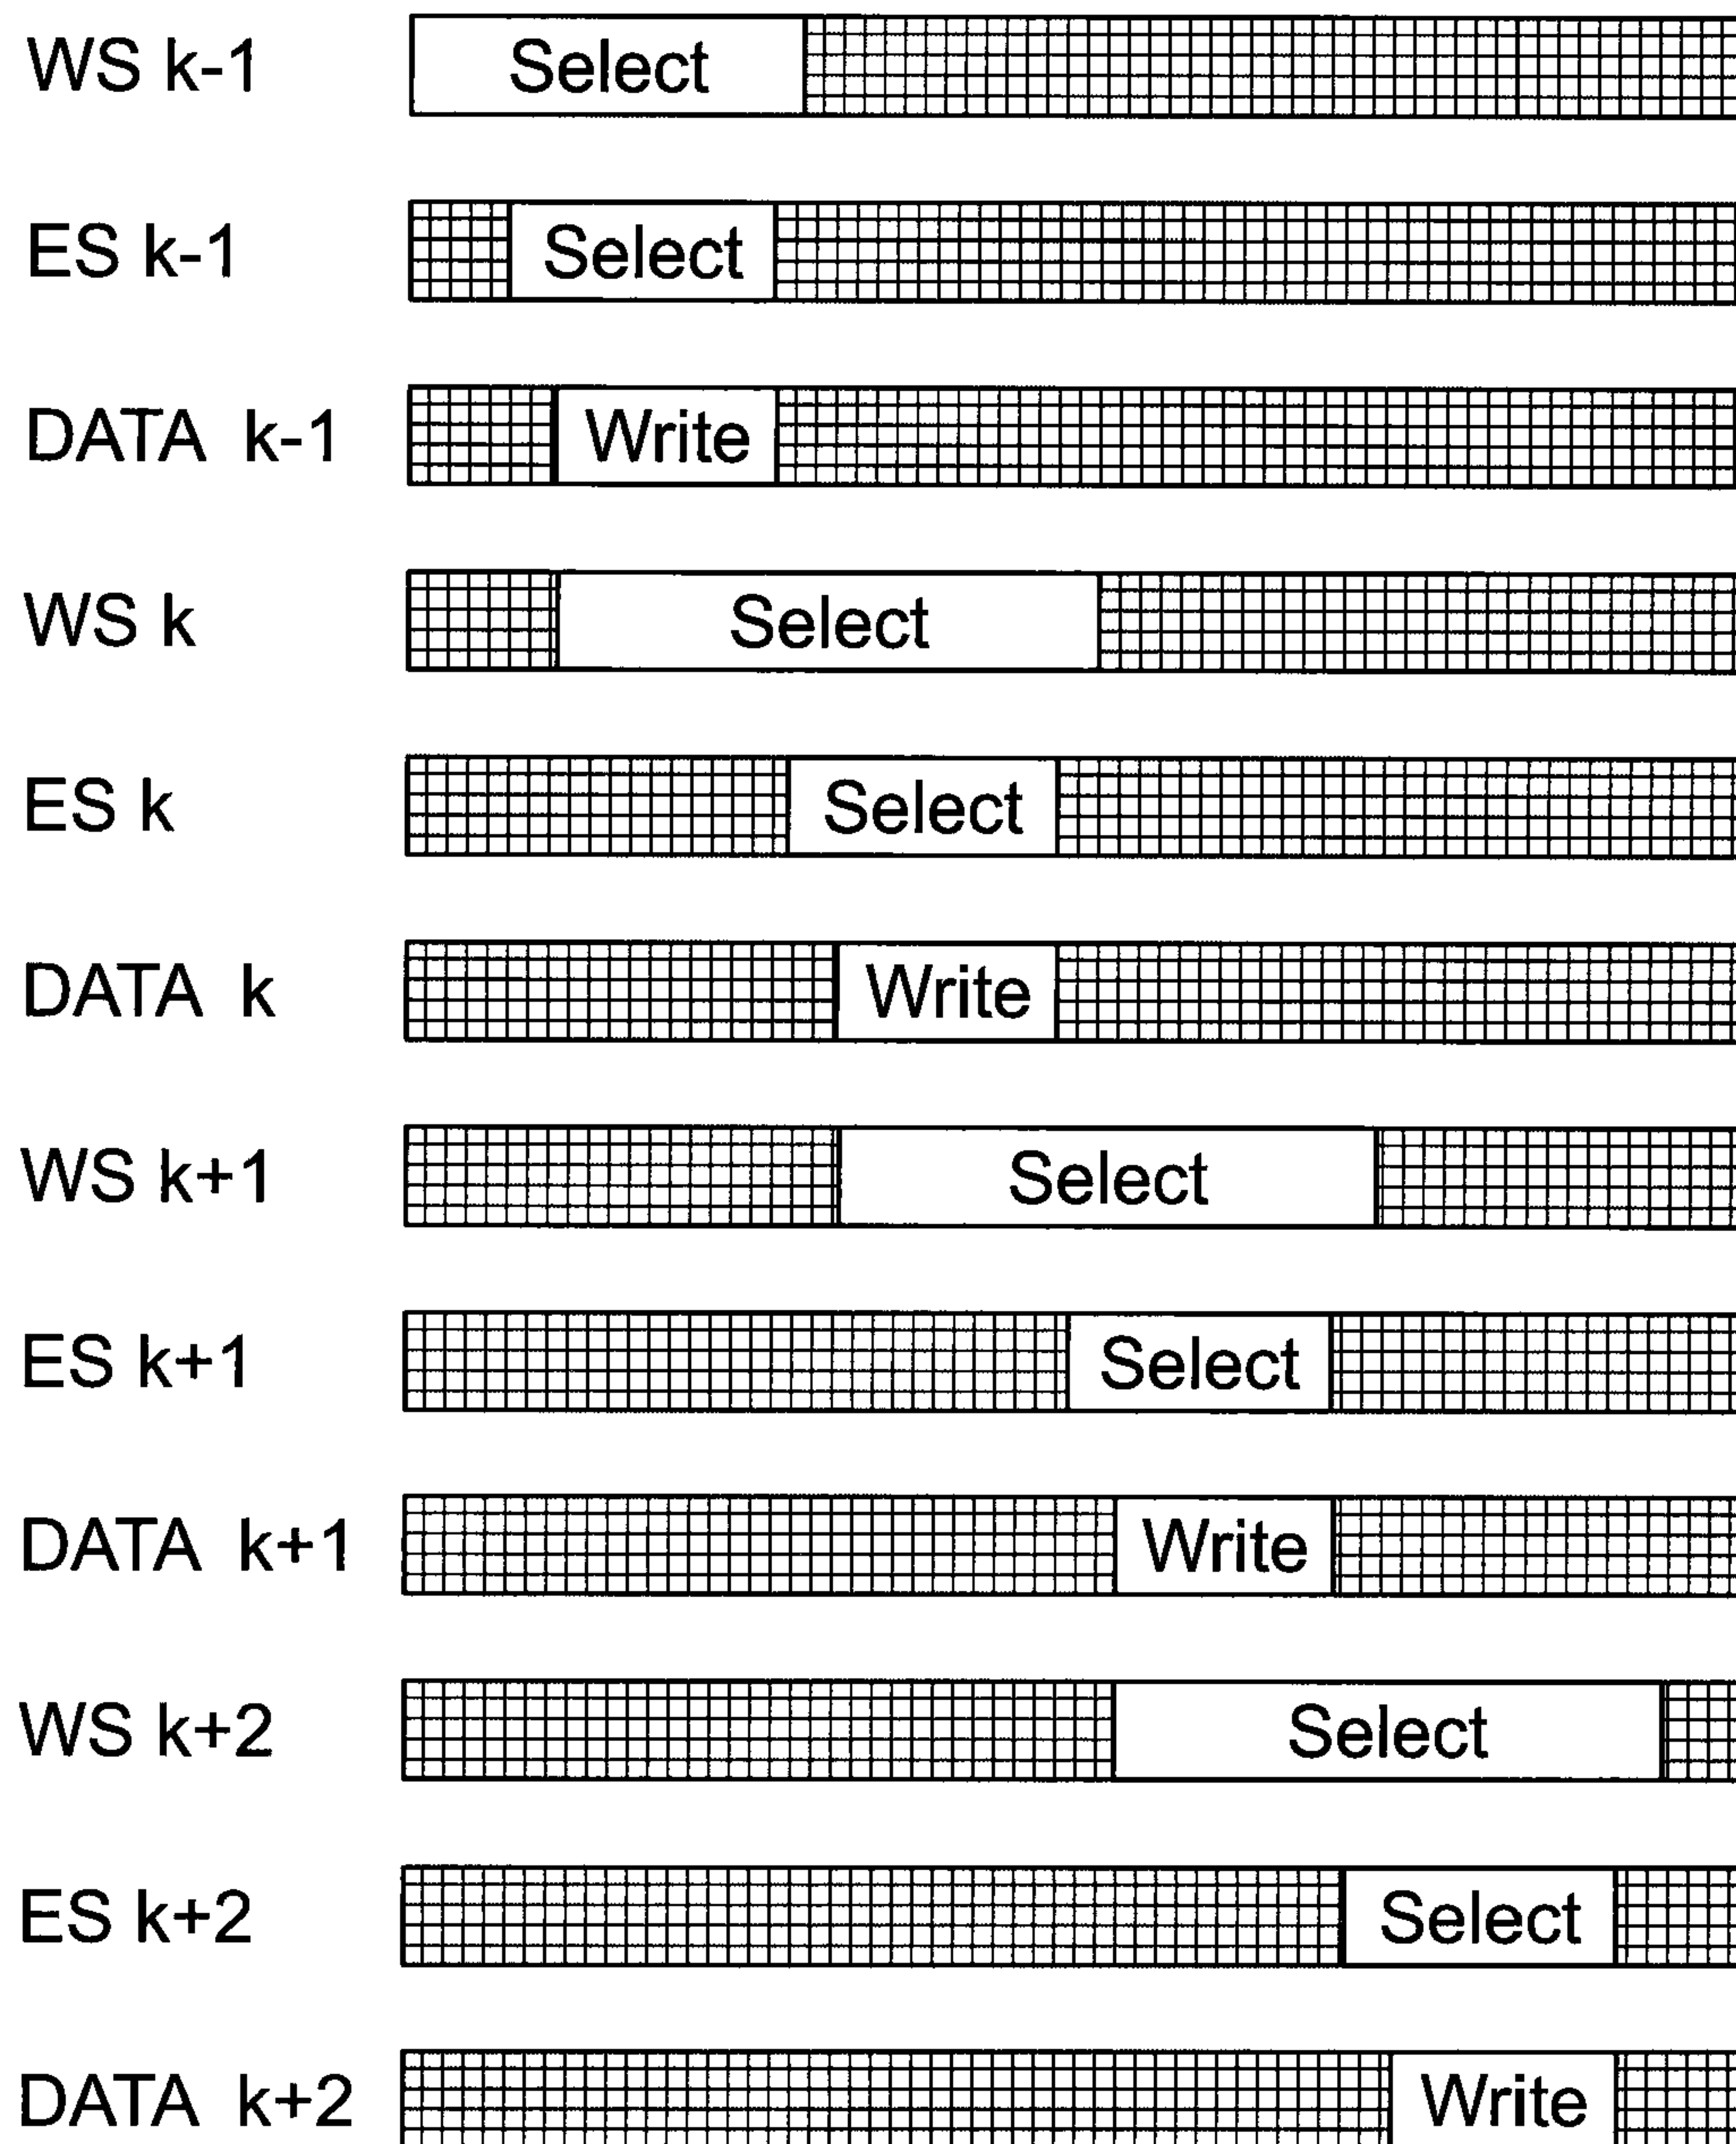 WS k-1 Select
ES k-1 Select
DATA k-1 Write
WS k Select
ES k Select
DATA k Write
WS k+1 Select
ES k+1 Select
DATA k+1 Write
WS k+2 Select
ES k+2 Select
DATA k+2 Write